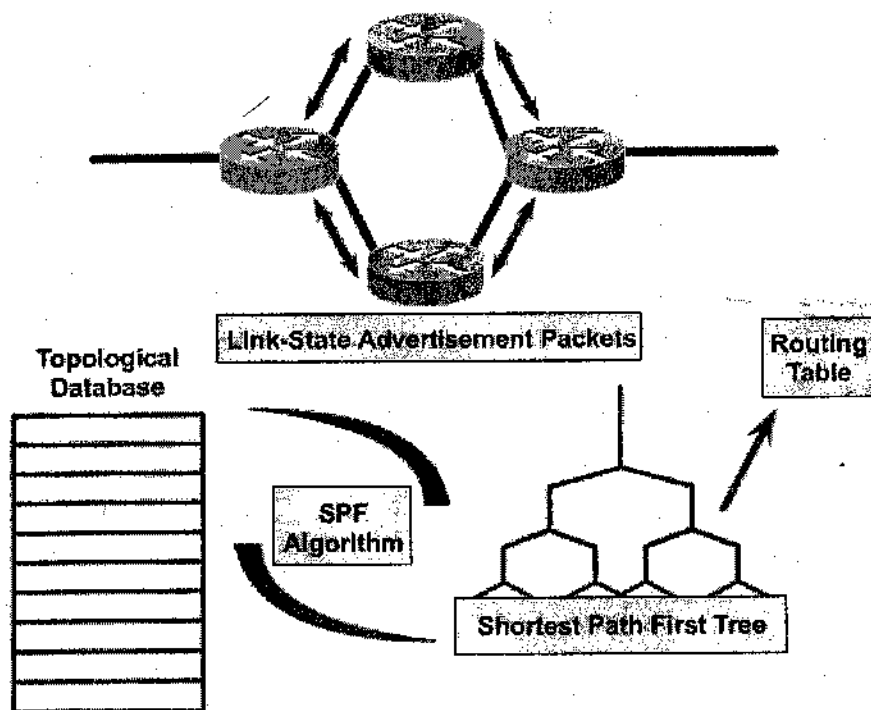 Link-State Advertisement Packets
Routing
Table
Topological
Database
SPF
Algorithm
Shortest Path First Tree